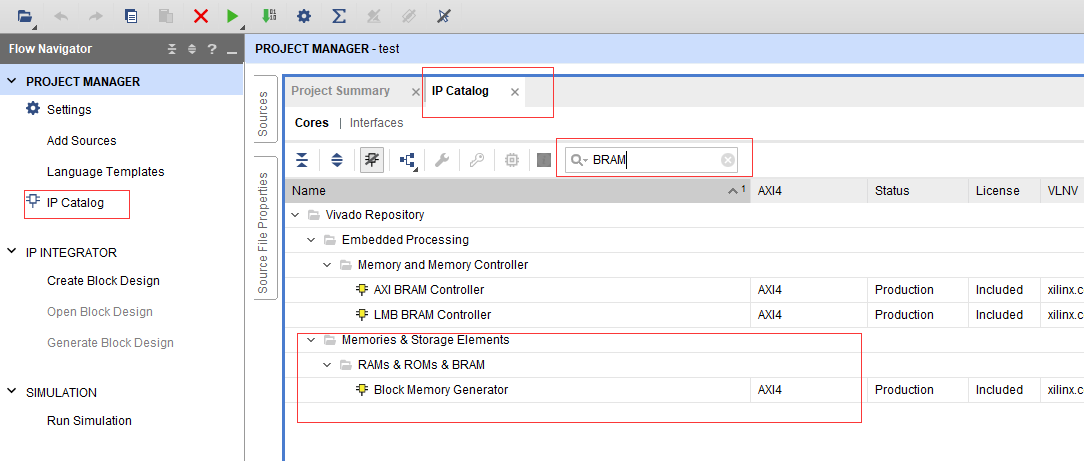 01
10
Flow Navigator
?
PROJECT MANAGER - test
PROJECT MANAGER
Settings
Add Sources
Language Templates
IP Catalog
IP INTEGRATOR
Create Block Design
Open Block Design
Generate Block Design
SIMULATION
Run Simulation
Sources
Source File Properties
Project Summary
IP Catalog
Cores | Interfaces
BRAM
Name 1 AXI4 Status License VLNV
Vivado Repository
Embedded Processing
Memory and Memory Controller
AXI BRAM Controller AXI4 Production Included xilinx.c
LMB BRAM Controller AXI4 Production Included xilinx.c
Memories & Storage Elements
RAMs & ROMs & BRAM
Block Memory Generator AXI4 Production Included xilinx.c